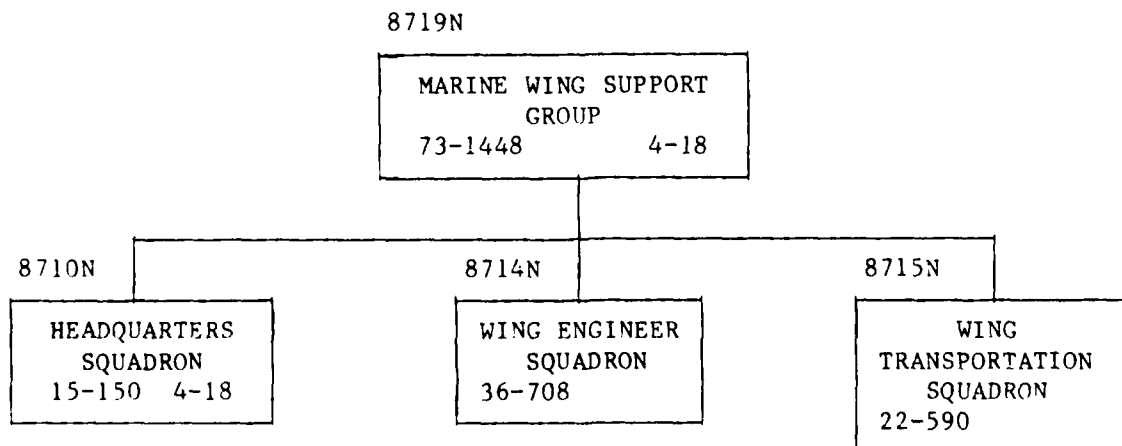 8719N
MARINE WING SUPPORT
GROUP
73-1448 4-18
8710N
HEADQUARTERS
SQUADRON
15-150 4-18
8714N
WING ENGINEER
SQUADRON
36-708
8715N
WING
TRANSPORTATION
SQUADRON
22-590